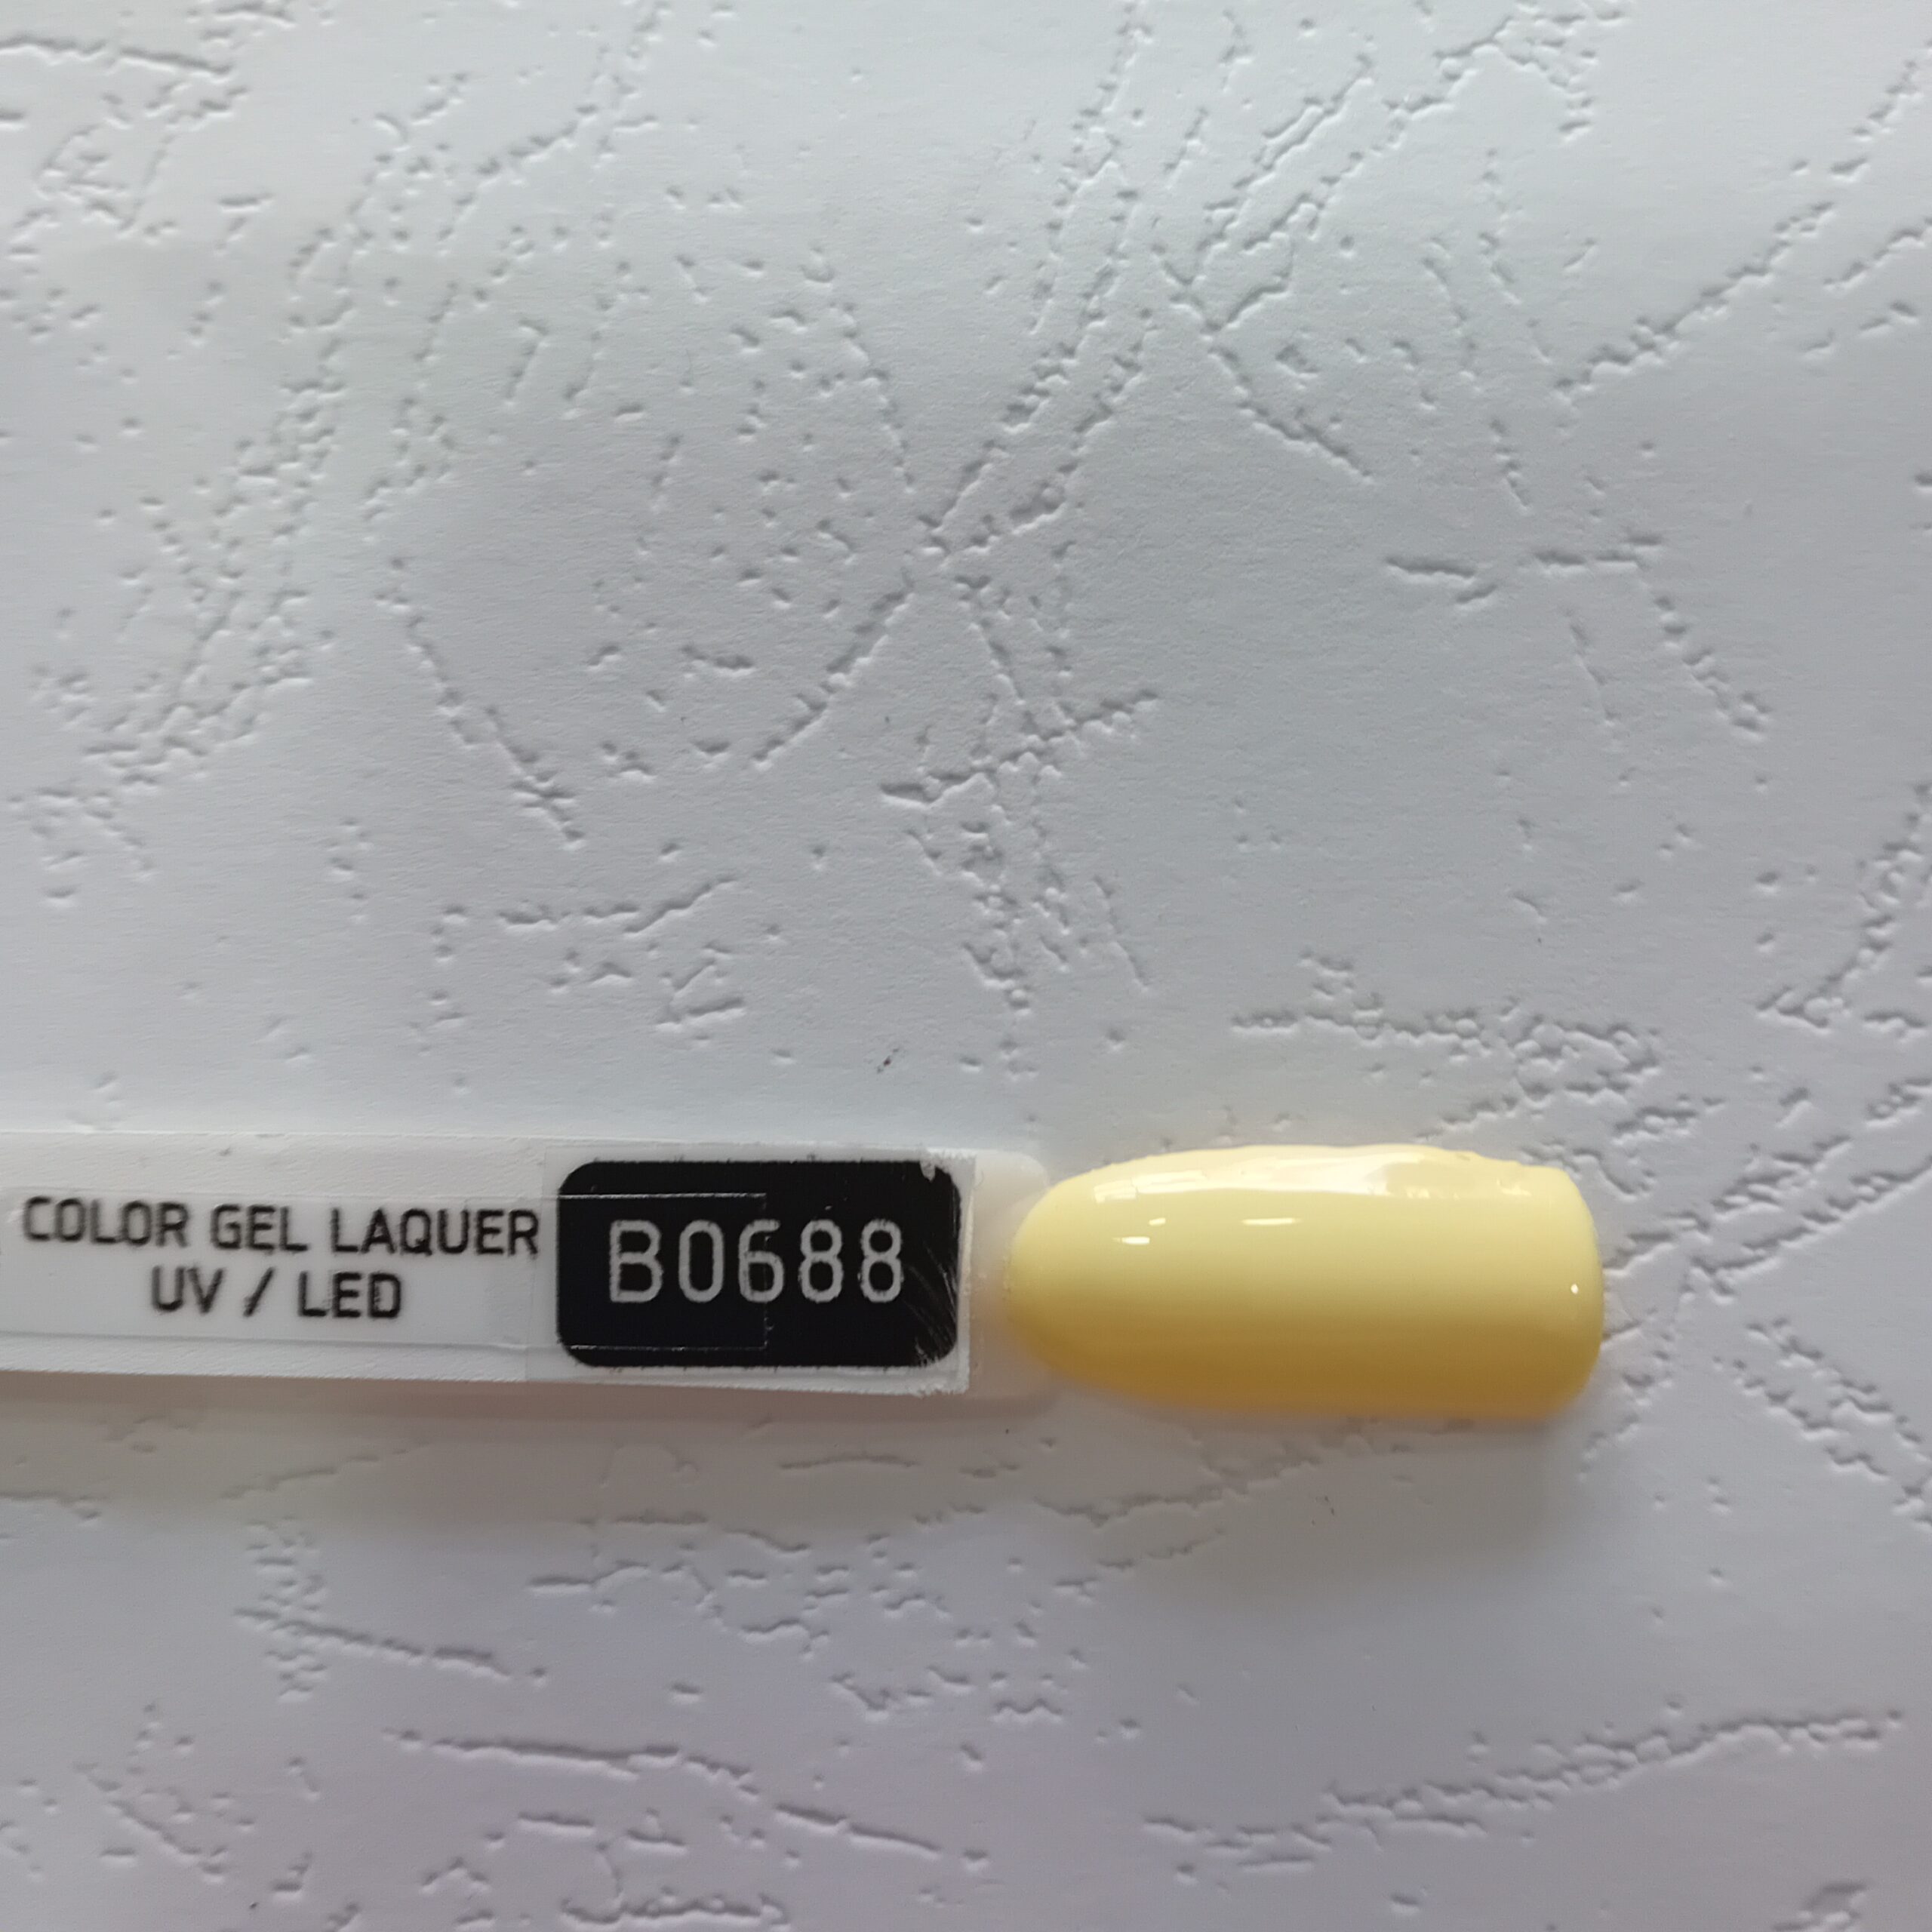 COLOR GEL LAQUER
UV / LED
B0688